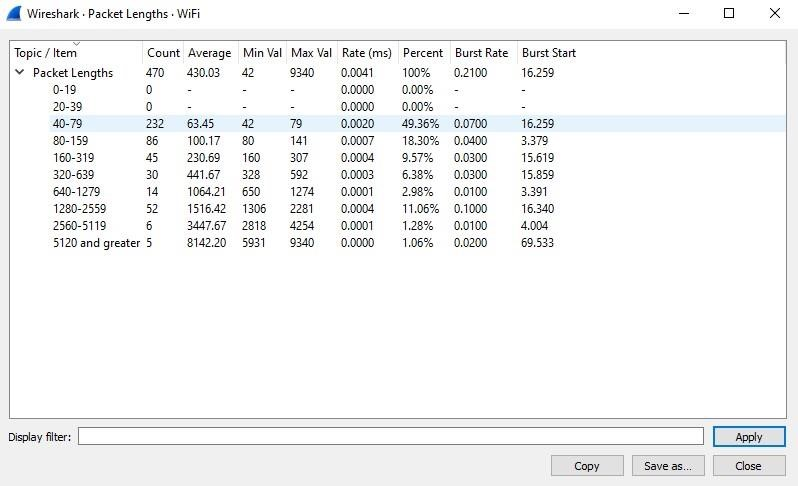 Wireshark · Packet Lengths · WiFi
Topic / Item Count Average Min Val Max Val Rate (ms) Percent Burst Rate Burst Start
Packet Lengths 470 430.03 42 9340 0.0041 100% 0.2100 16.259
0-19 0 - - - 0.0000 0.00% - -
20-39 0 - - - 0.0000 0.00% - -
40-79 232 63.45 42 79 0.0020 49.36% 0.0700 16.259
80-159 86 100.17 80 141 0.0007 18.30% 0.0400 3.379
160-319 45 230.69 160 307 0.0004 9.57% 0.0300 15.619
320-639 30 441.67 328 592 0.0003 6.38% 0.0300 15.859
640-1279 14 1064.21 650 1274 0.0001 2.98% 0.0100 3.391
1280-2559 52 1516.42 1306 2281 0.0004 11.06% 0.1000 16.340
2560-5119 6 3447.67 2818 4254 0.0001 1.28% 0.0100 4.004
5120 and greater 5 8142.20 5931 9340 0.0000 1.06% 0.0200 69.533
Display filter: Apply
Copy Save as... Close